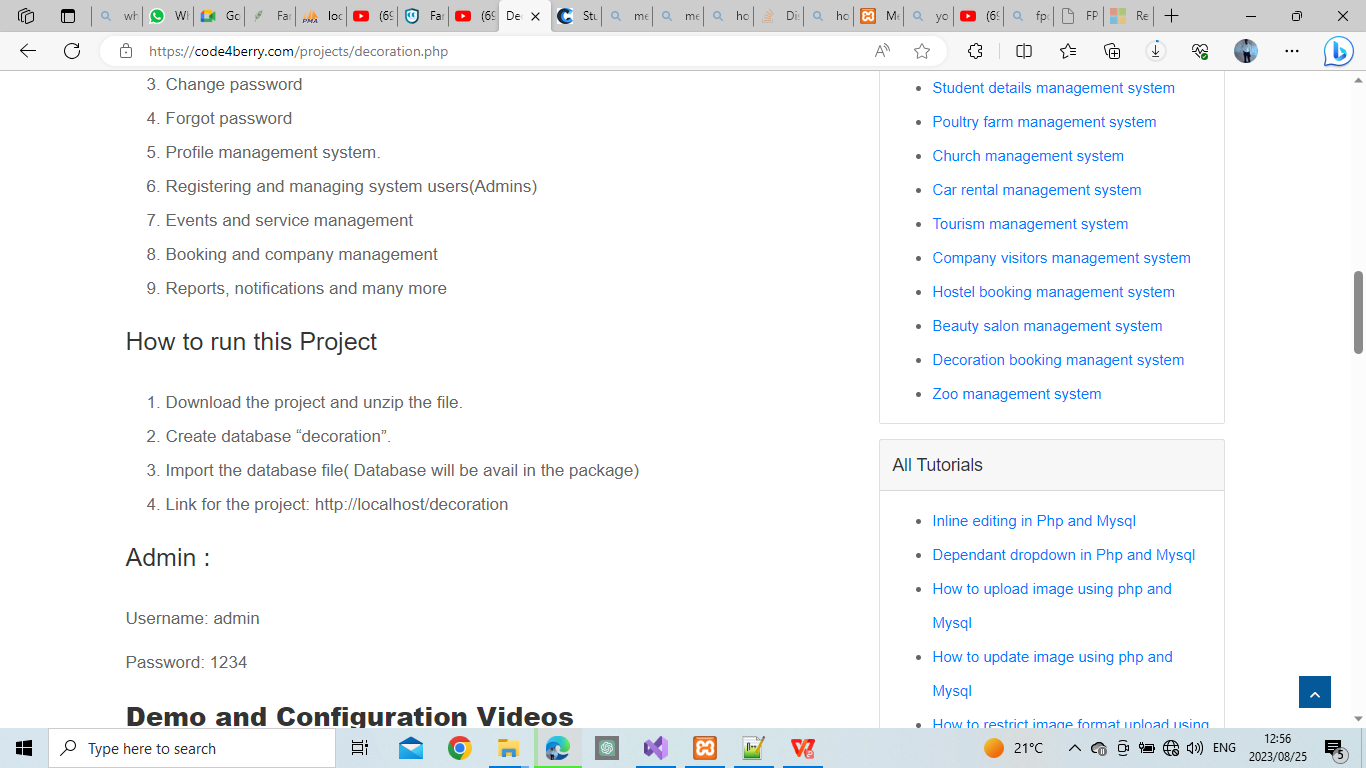 wh
Wh
Go
Far
loc
(69
Far
(69
Dec
Stu
me
me
ho
Dis
ho
Me
yo
(69
fpc
FP
Re
https://code4berry.com/projects/decoration.php
3. Change password
4. Forgot password
5. Profile management system.
6. Registering and managing system users(Admins)
7. Events and service management
8. Booking and company management
9. Reports, notifications and many more
How to run this Project
1. Download the project and unzip the file.
2. Create database “decoration”.
3. Import the database file( Database will be avail in the package)
4. Link for the project: http://localhost/decoration
Admin :
Username: admin
Password: 1234
Demo and Configuration Videos
Student details management system
Poultry farm management system
Church management system
Car rental management system
Tourism management system
Company visitors management system
Hostel booking management system
Beauty salon management system
Decoration booking managent system
Zoo management system
All Tutorials
Inline editing in Php and Mysql
Dependant dropdown in Php and Mysql
How to upload image using php and
Mysql
How to update image using php and
Mysql
How to restrict image format upload using
Type here to search
21°C
ENG
12:56
2023/08/25
5